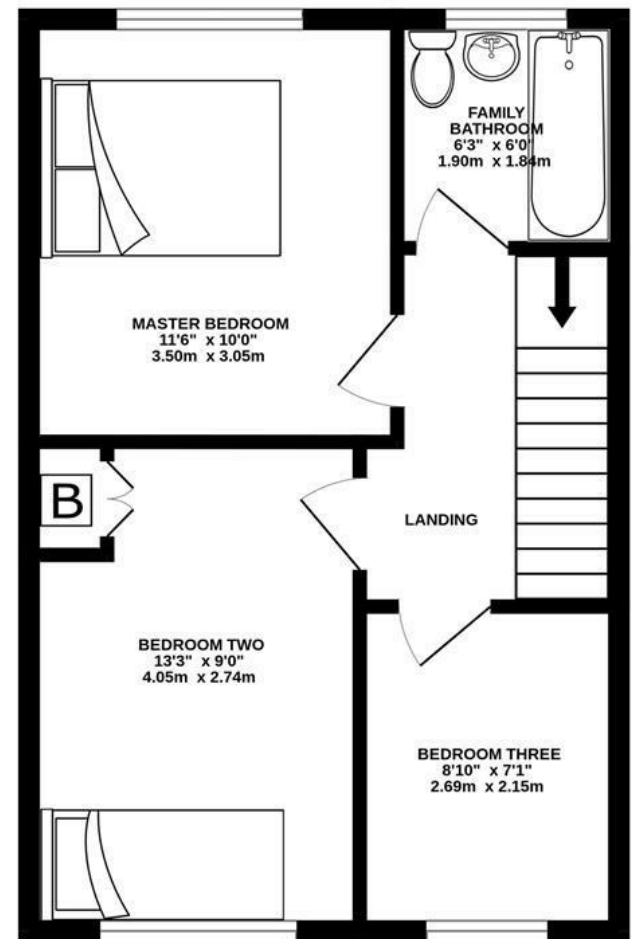 FAMILY
BATHROOM
6'3" x 6'0"
1.90m x 1.84m
MASTER BEDROOM
11'6" x 10'0"
3.50m x 3.05m
B
LANDING
BEDROOM TWO
13'3" x 9'0"
4.05m x 2.74m
BEDROOM THREE
8'10" x 7'1"
2.69m x 2.15m